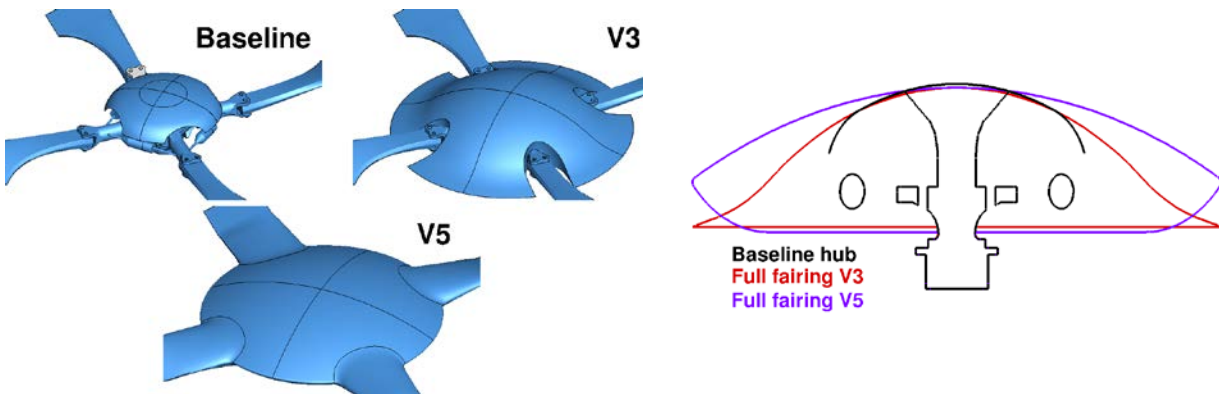 Baseline
V3
V5
Baseline hub
Full fairing V3
Full fairing V5